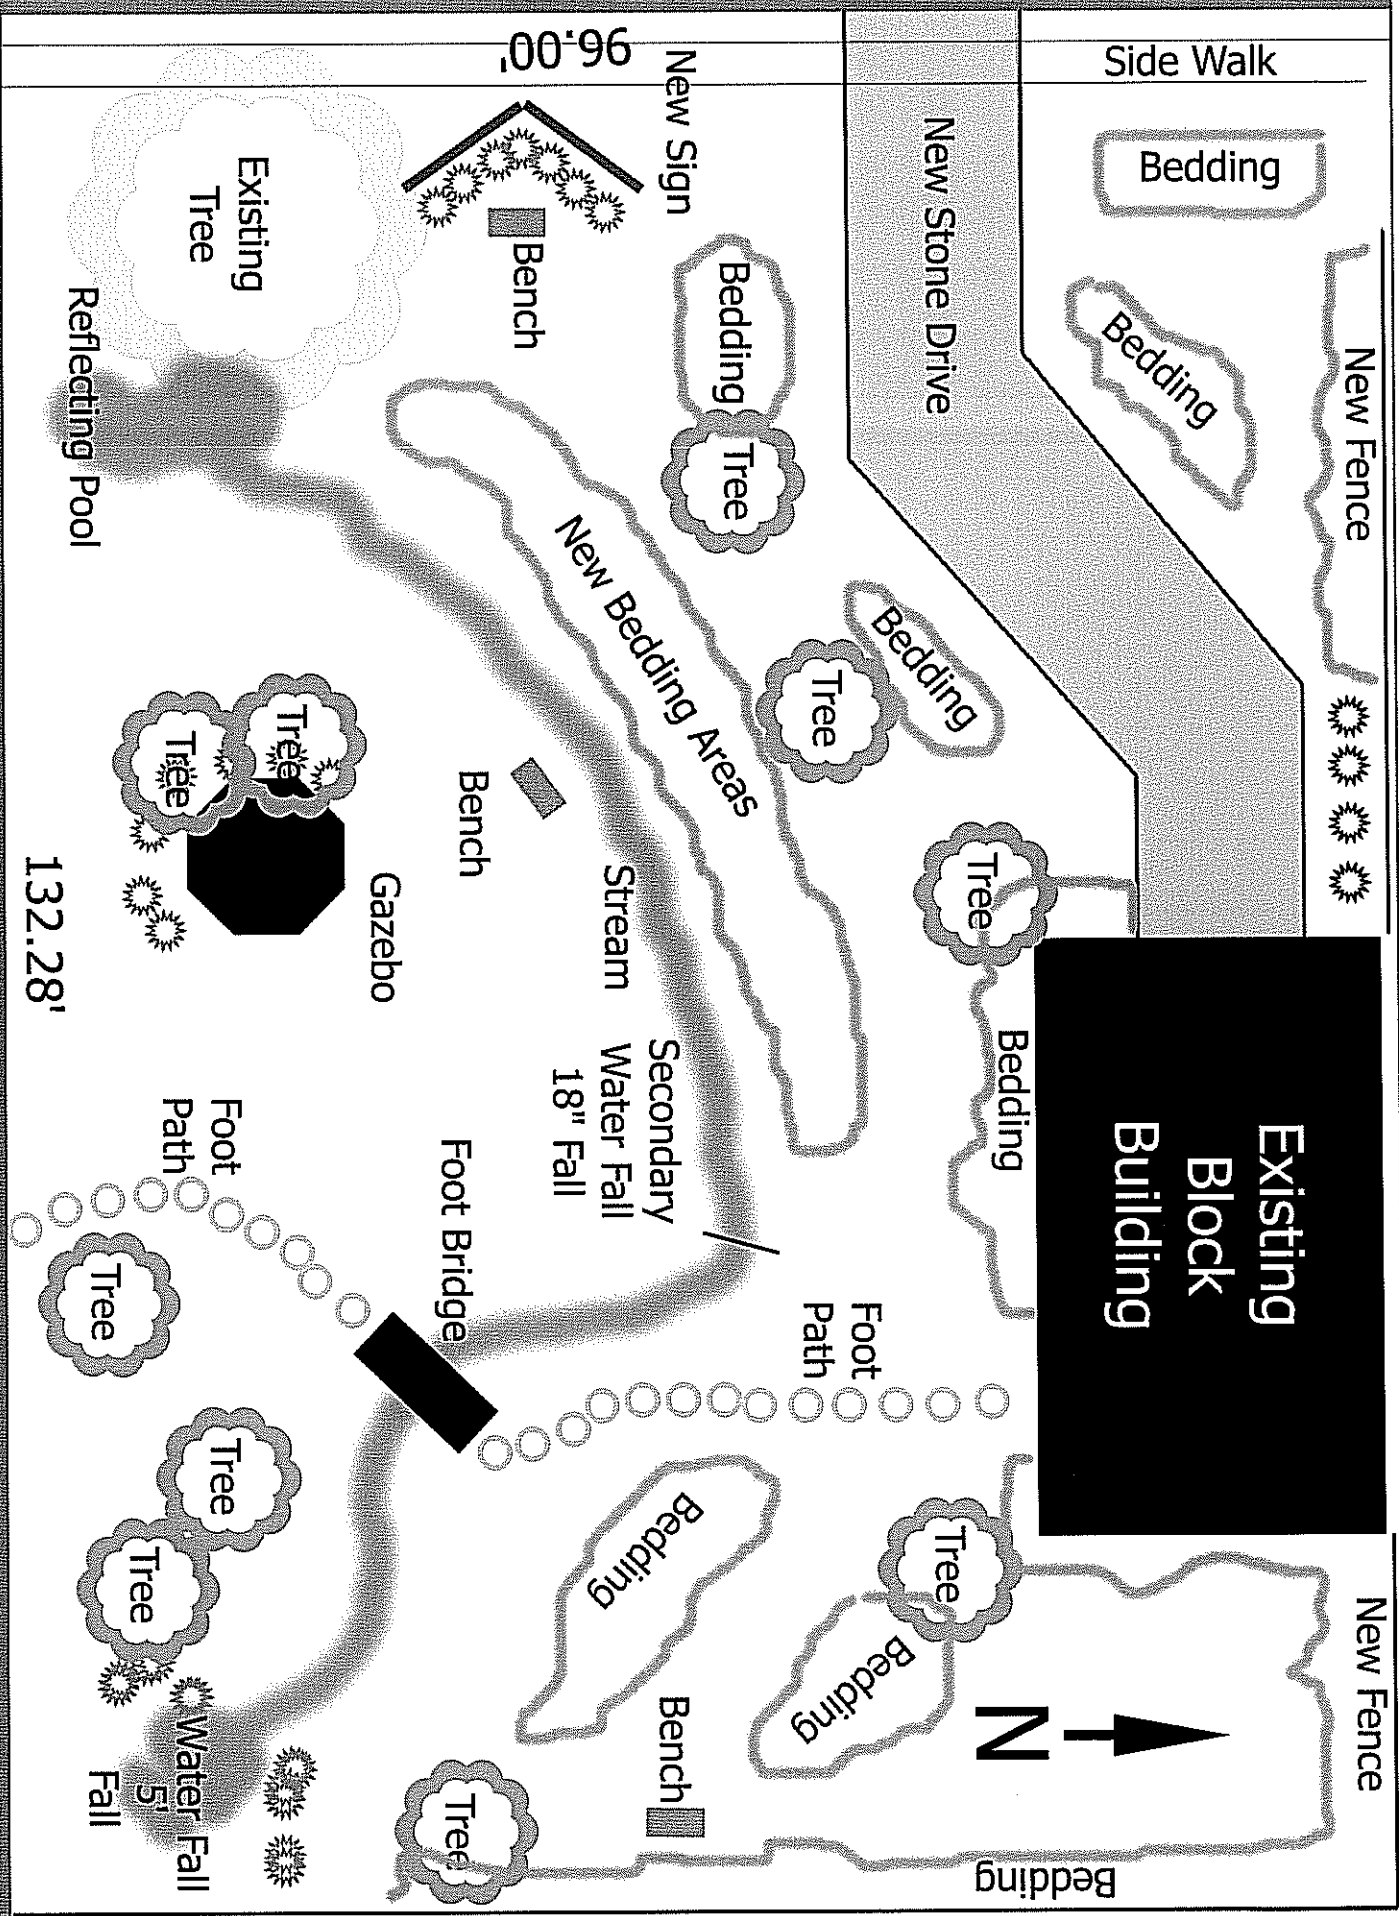 Side Walk
96.00'
New Sign
New Stone Drive
Bedding
Bedding
New Fence
Existing
Tree
Bench
Bedding
Tree
Reflecting Pool
New Bedding Areas
Bedding
Tree
Tree
Tree
Bench
Gazebo
132.28'
Stream
Tree
Bedding
Existing
Block
Building
Secondary
Water Fall
18" Fall
Foot
Path
Foot Bridge
Foot
Path
Tree
Tree
Tree
Water Fall
5'
Fall
Bedding
Tree
Bedding
Bench
Tree
N
New Fence
Bedding